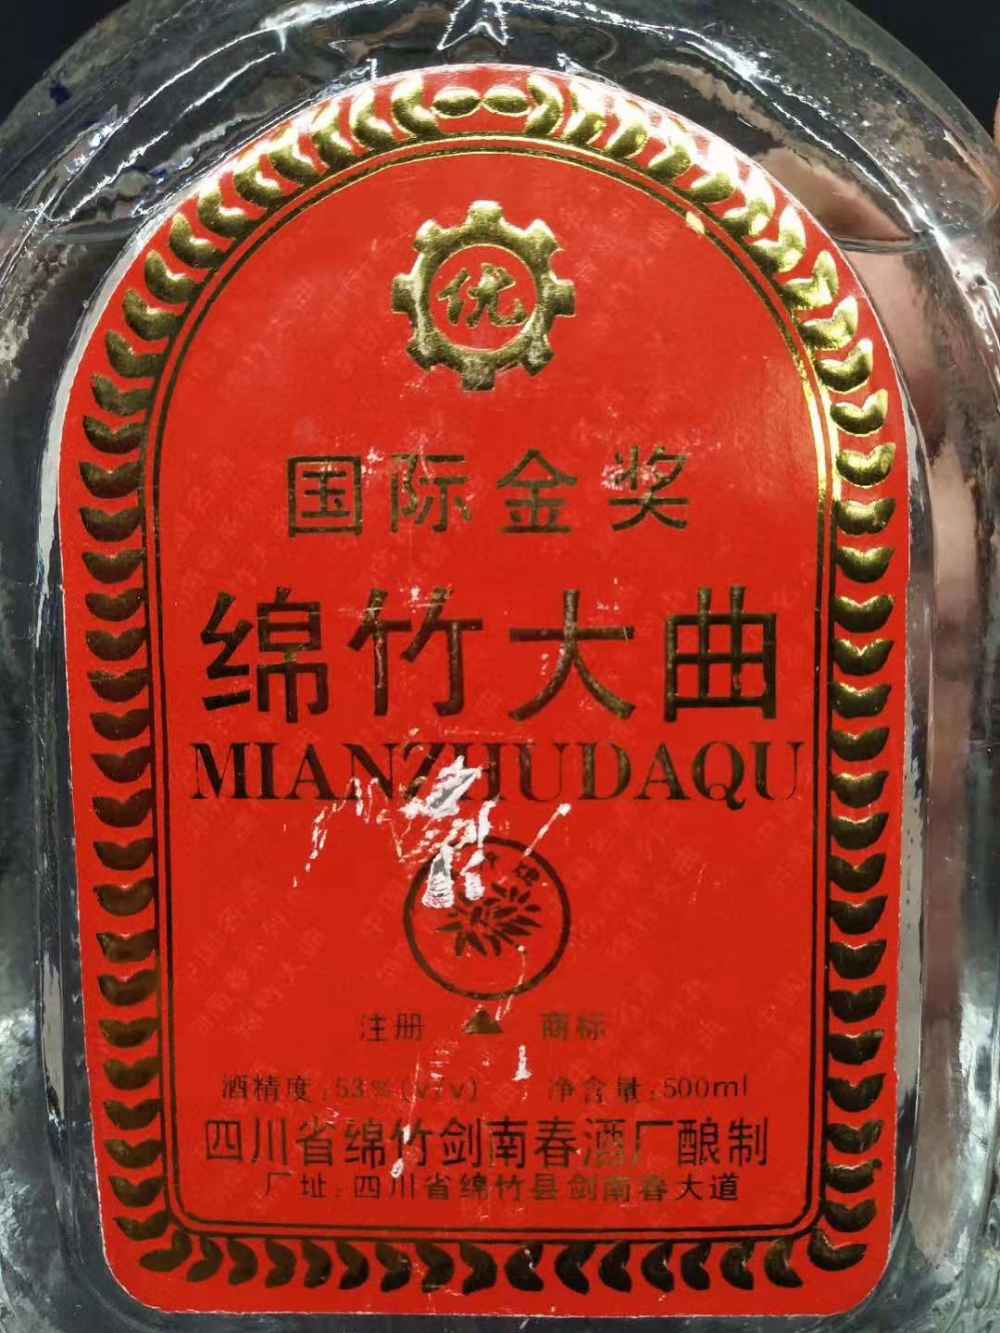 优
国际金奖
绵竹大曲
MIANZHUDAQU
牌
注册 商标
酒精度:53%(v/v) 净含量:500ml
四川省绵竹剑南春酒厂酿制
厂址:四川省绵竹县剑南春大道